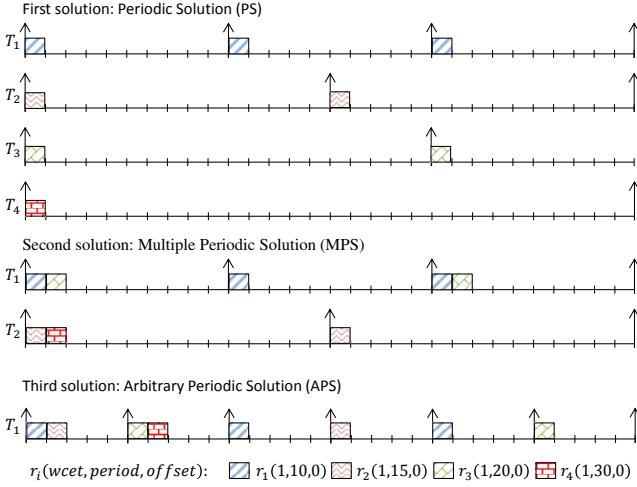 First solution: Periodic Solution (PS)
T₁
T₂
T₃
T₄
Second solution: Multiple Periodic Solution (MPS)
T₁
T₂
Third solution: Arbitrary Periodic Solution (APS)
T₁
rᵢ(wcet, period, offset): r₁(1,10,0) r₂(1,15,0) r₃(1,20,0) r₄(1,30,0)